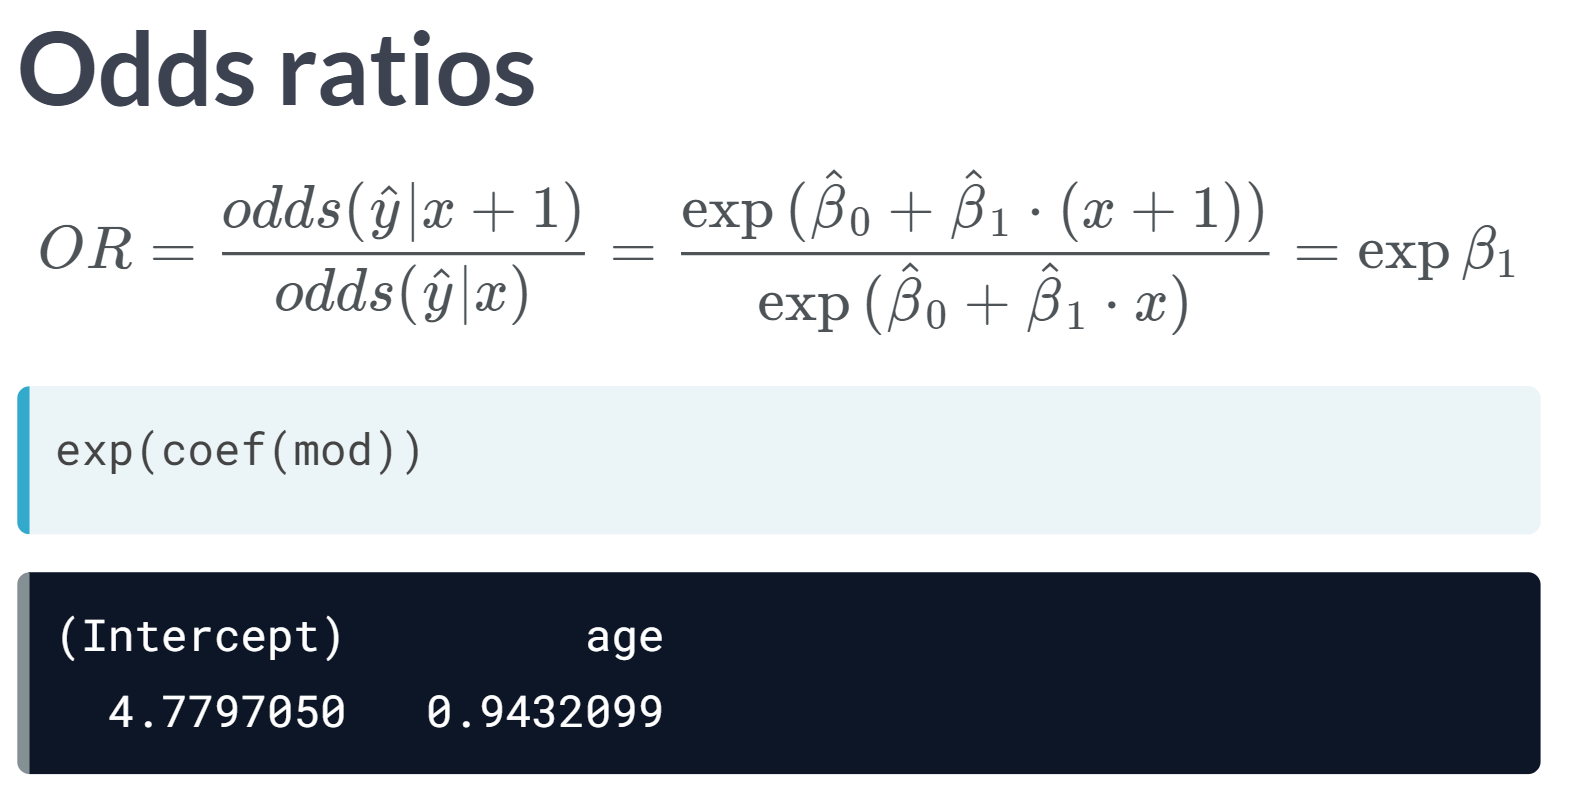 Odds ratios
OR = odds(ŷ|x + 1) / odds(ŷ|x) = exp (β̂₀ + β̂₁ · (x + 1)) / exp (β̂₀ + β̂₁ · x) = exp β₁
exp(coef(mod))
(Intercept) age
4.7797050 0.9432099